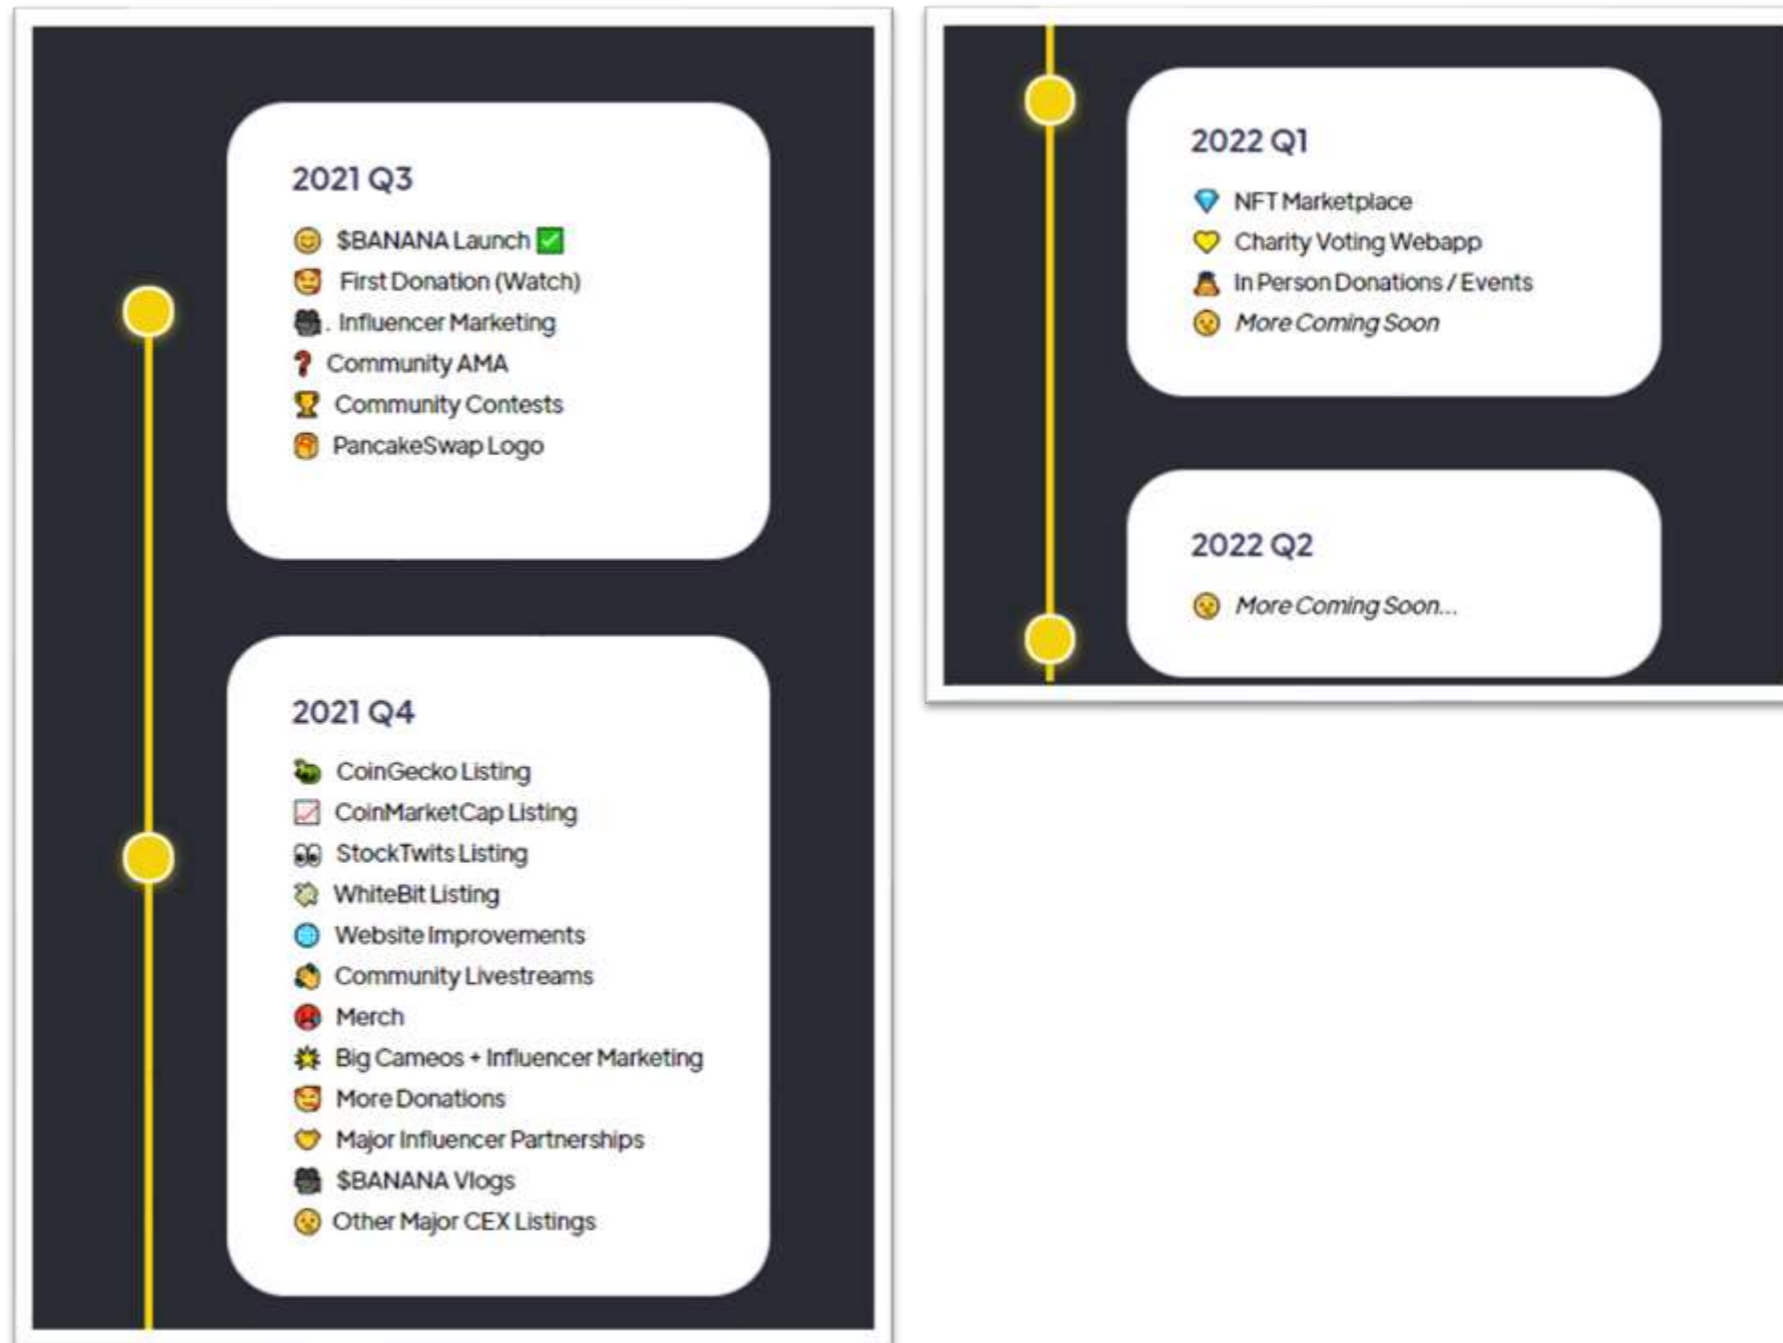 2021 Q3
$BANANA Launch ✅
First Donation (Watch)
. Influencer Marketing
❓ Community AMA
Community Contests
PancakeSwap Logo
2021 Q4
CoinGecko Listing
CoinMarketCap Listing
StockTwits Listing
WhiteBit Listing
Website Improvements
Community Livestreams
Merch
Big Cameos + Influencer Marketing
More Donations
Major Influencer Partnerships
$BANANA Vlogs
Other Major CEX Listings
2022 Q1
NFT Marketplace
Charity Voting Webapp
In Person Donations / Events
More Coming Soon
2022 Q2
More Coming Soon...